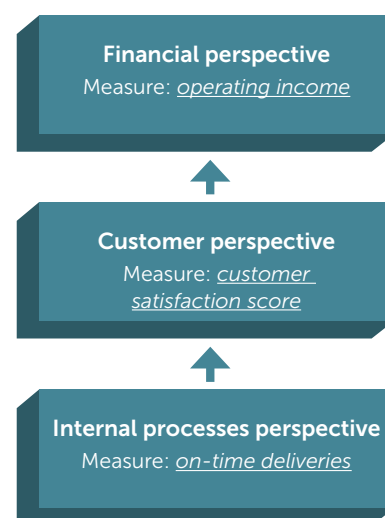 Financial perspective
Measure: operating income
Customer perspective
Measure: customer
satisfaction score
Internal processes perspective
Measure: on-time deliveries